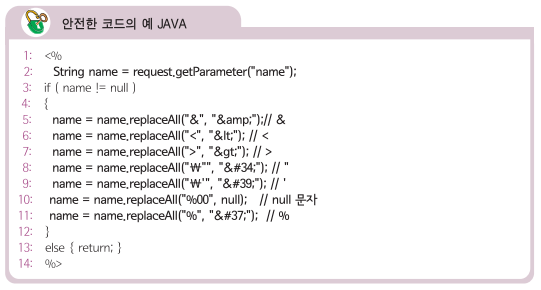 안전한 코드의 예 JAVA
1: <%
2: String name = request.getParameter("name");
3: if ( name != null )
4: {
5: name = name.replaceAll("&", "&amp;");// &
6: name = name.replaceAll("<", "&lt;"); // <
7: name = name.replaceAll(">", "&gt;"); // >
8: name = name.replaceAll("₩"", "&#34;"); // "
9: name = name.replaceAll("₩'", "&#39;"); // '
10: name = name.replaceAll("%00", null); // null 문자
11: name = name.replaceAll("%", "&#37;"); // %
12: }
13: else { return; }
14: %>